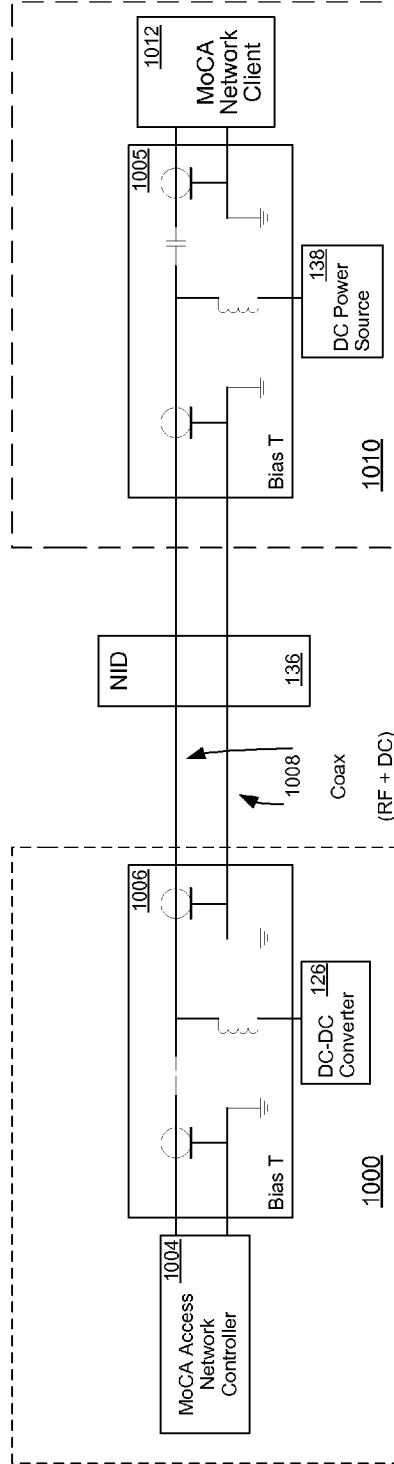 1004
MoCA Access
Network
Controller
1000
Bias T
1006
126
DC-DC
Converter
1008
Coax
(RF + DC)
NID
136
Bias T
1005
138
DC Power
Source
1010
1012
MoCA
Network
Client